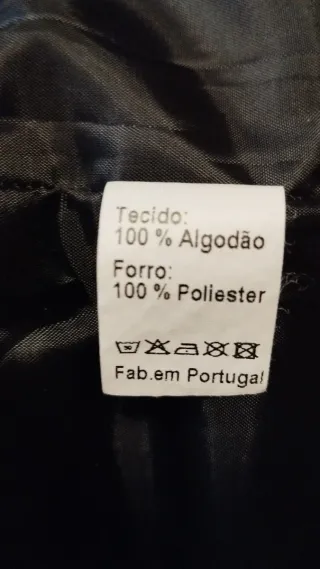 Tecido:
100 % Algodão
Forro:
100 % Poliester
Fab.em Portugal